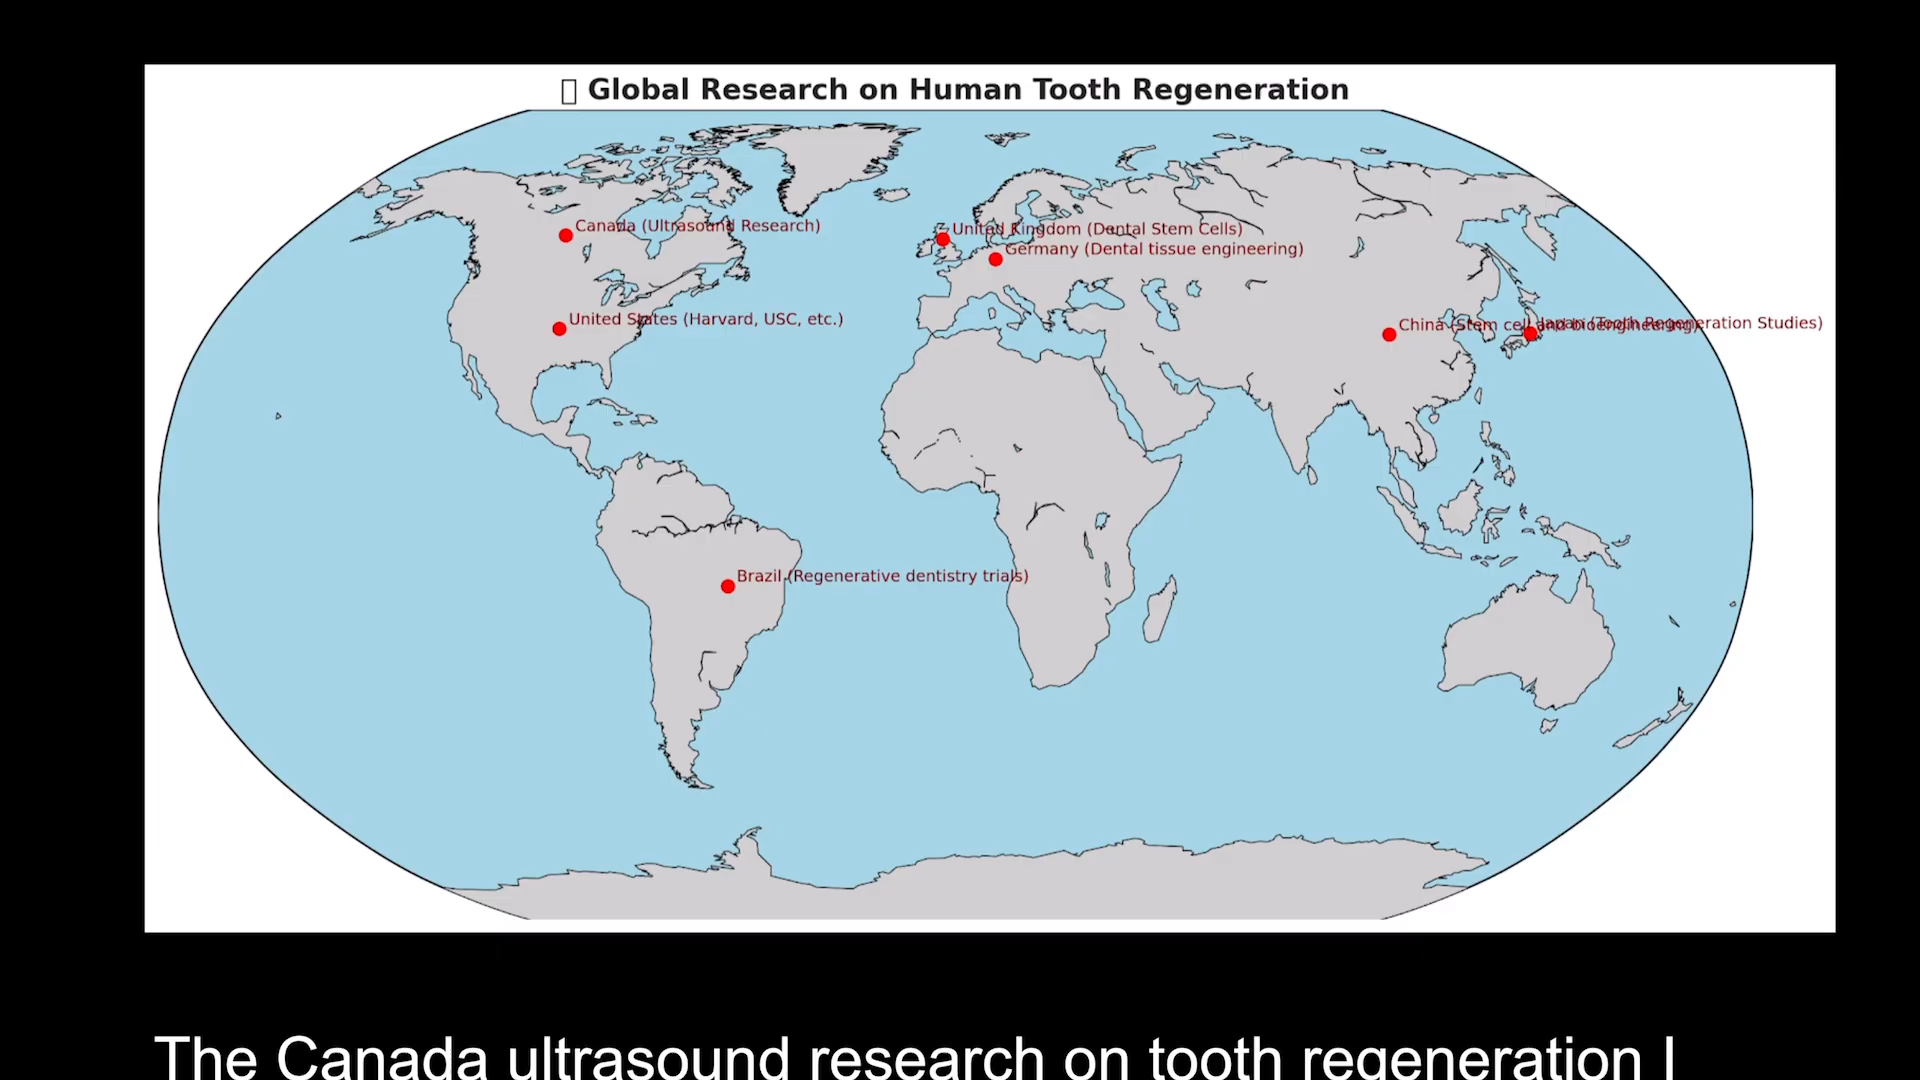 Global Research on Human Tooth Regeneration
Canada (Ultrasound Research)
United Kingdom (Dental Stem Cells)
Germany (Dental tissue engineering)
United States (Harvard, USC, etc.)
China (Stem cell and bioengineering)
Japan (Tooth Regeneration Studies)
Brazil (Regenerative dentistry trials)
The Canada ultrasound research on tooth regeneration I